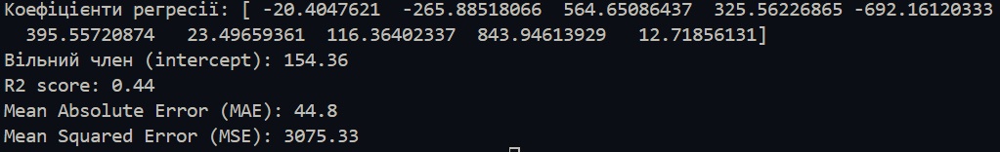 Коефіцієнти регресії: [ -20.4047621  -265.88518066  564.65086437  325.56226865 -692.16120333
  395.55720874   23.49659361  116.36402337  843.94613929   12.71856131]
Вільний член (intercept): 154.36
R2 score: 0.44
Mean Absolute Error (MAE): 44.8
Mean Squared Error (MSE): 3075.33